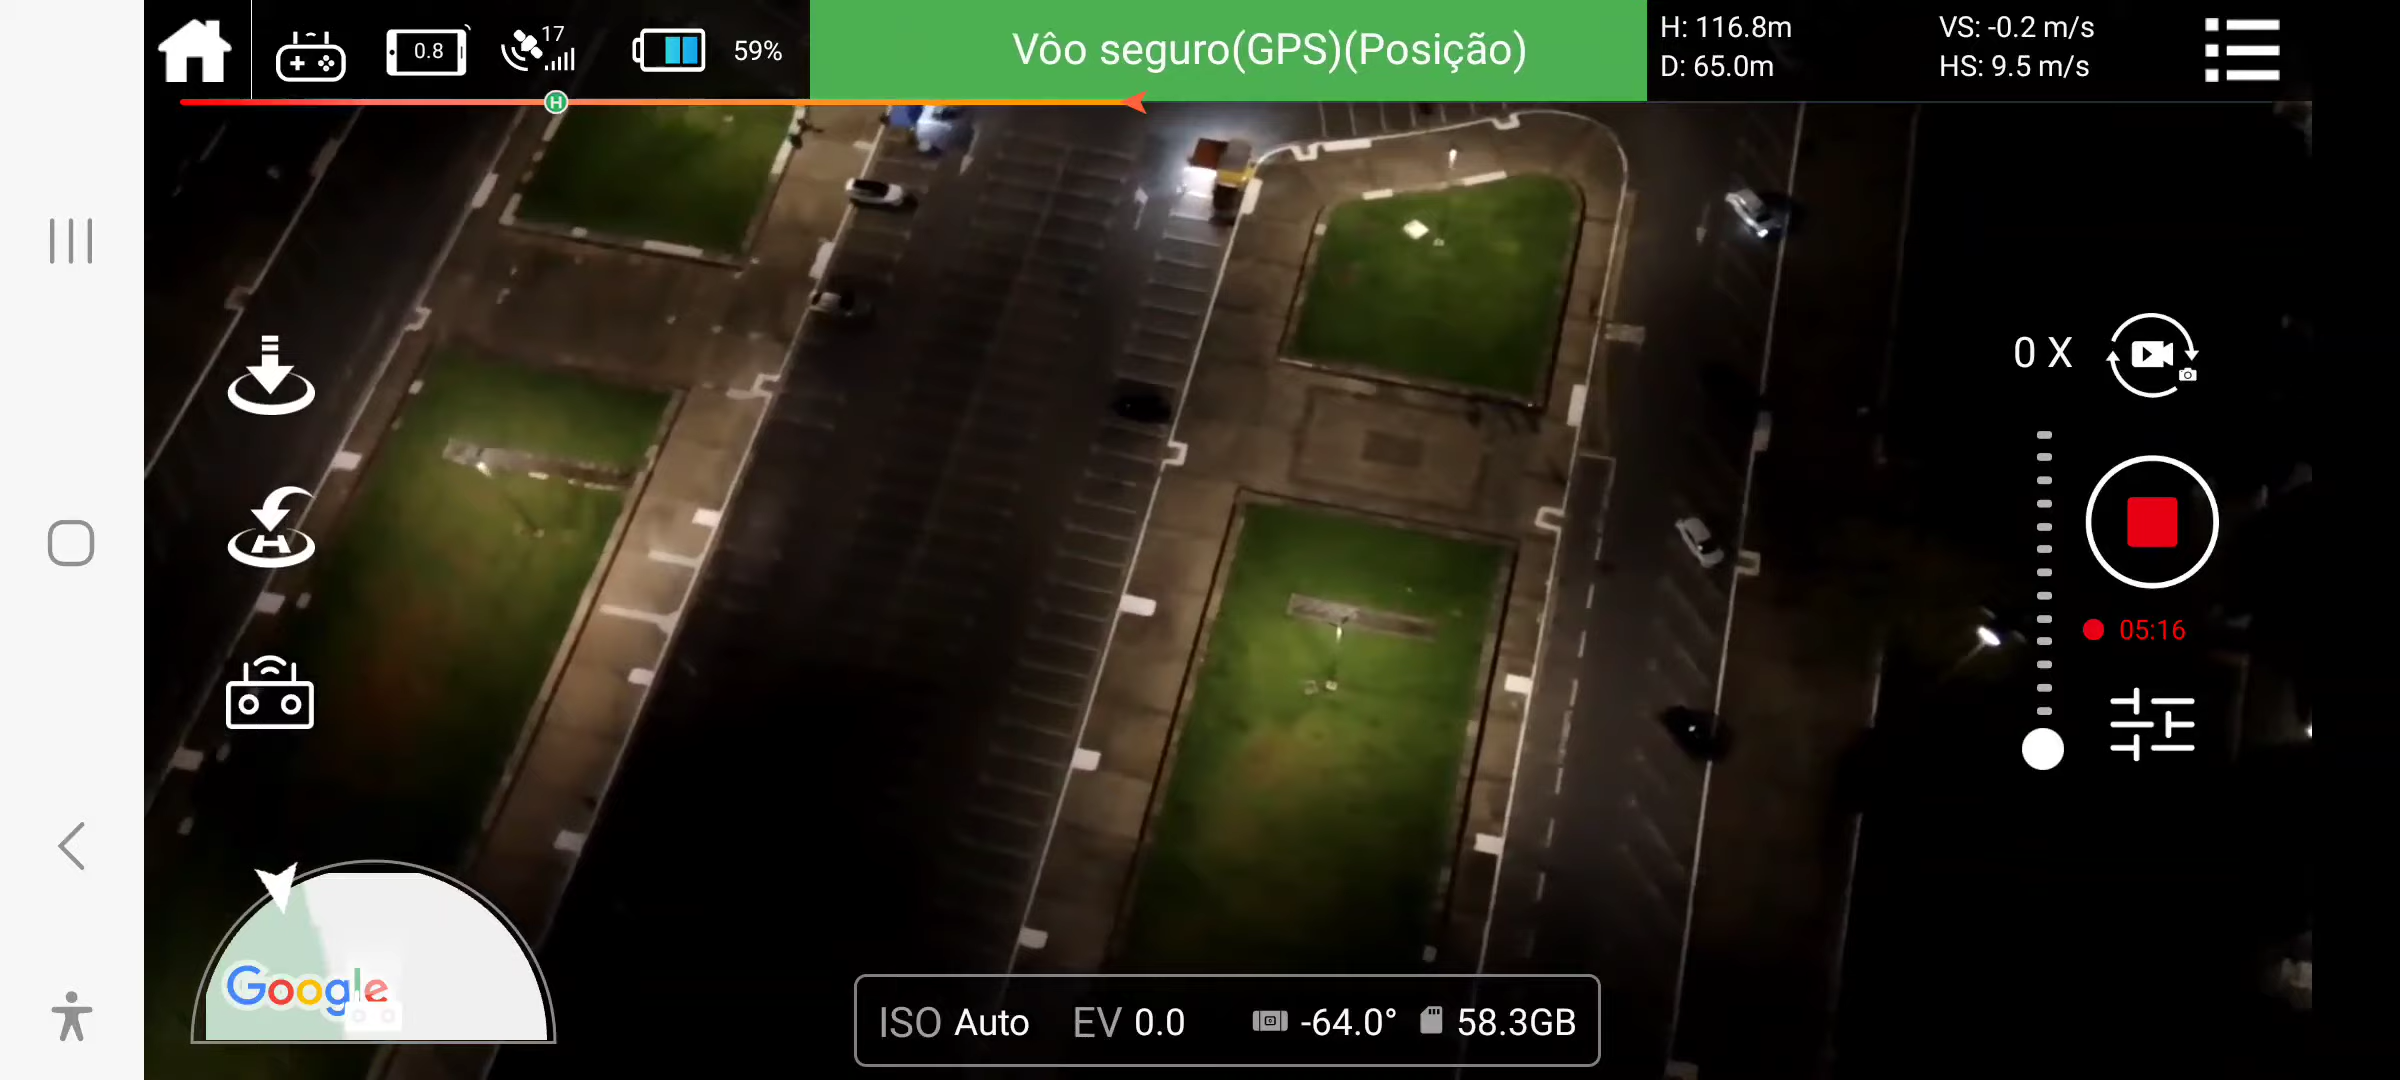 0.8
17
59%
Vôo seguro(GPS)(Posição)
H: 116.8m
VS: -0.2 m/s
D: 65.0m
HS: 9.5 m/s
H
0 X
05:16
Google
ISO Auto
EV 0.0
-64.0°
58.3GB